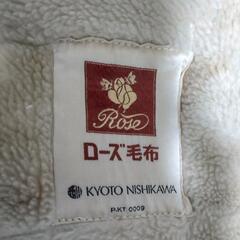 Rose
ローズ毛布
KYOTO NISHIKAWA
P.KT 0009